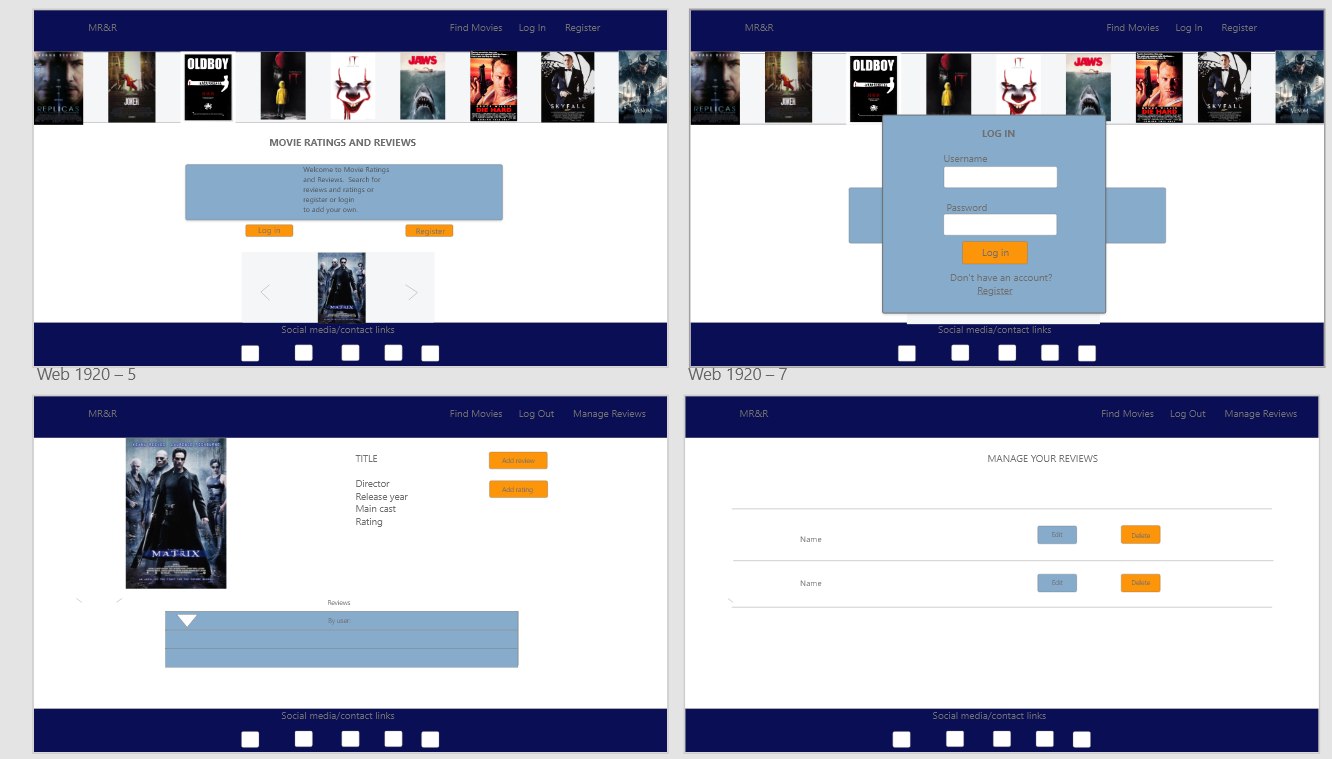 MR&R
Find Movies Log In Register
REPLICAS
JOKER
OLDBOY
JAWS
DIE HARD
SKYFALL
VENOM
MOVIE RATINGS AND REVIEWS
Welcome to Movie Ratings
and Reviews. Search for
reviews and ratings or
register or login
to add your own.
Log in
Register
MATRIX
Social media/contact links
Web 1920 – 5
MR&R
Find Movies Log In Register
REPLICAS
JOKER
OLDBOY
JAWS
DIE HARD
SKYFALL
VENOM
LOG IN
Username
Password
Log in
Don't have an account?
Register
Social media/contact links
Web 1920 – 7
MR&R
Find Movies Log Out Manage Reviews
MATRIX
TITLE
Director
Release year
Main cast
Rating
Add review
Add rating
Reviews
By user:
Social media/contact links
MR&R
Find Movies Log Out Manage Reviews
MANAGE YOUR REVIEWS
Name
Edit
Delete
Name
Edit
Delete
Social media/contact links